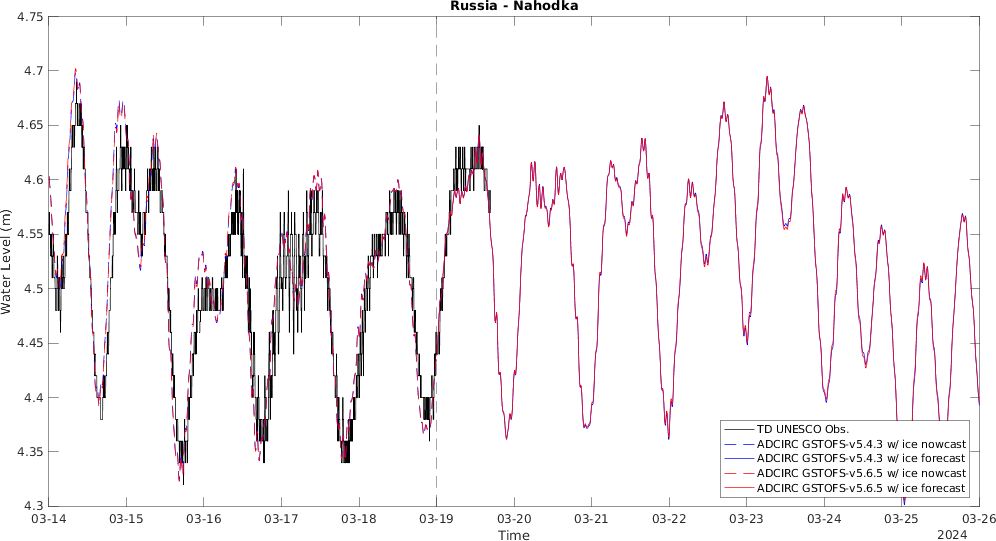 Russia - Nahodka
4.75
4.7
4.65
4.6
4.55
4.5
4.45
4.4
4.35
4.3
Water Level (m)
TD UNESCO Obs.
ADCIRC GSTOFS-v5.4.3 w/ ice nowcast
ADCIRC GSTOFS-v5.4.3 w/ ice forecast
ADCIRC GSTOFS-v5.6.5 w/ ice nowcast
ADCIRC GSTOFS-v5.6.5 w/ ice forecast
03-14 03-15 03-16 03-17 03-18 03-19 03-20 03-21 03-22 03-23 03-24 03-25 03-26
Time
2024